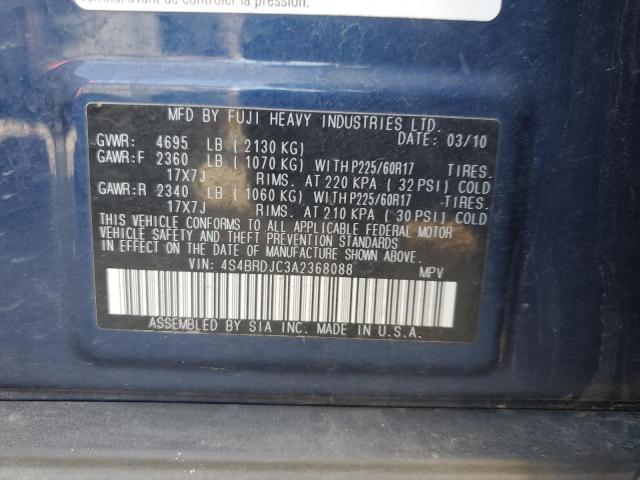 de contrôler la pression.
MFD BY FUJI HEAVY INDUSTRIES LTD.
GVWR: 4695 LB ( 2130 KG) DATE: 03/10
GAWR:F 2360 LB ( 1070 KG) WITH P225/60R17 TIRES.
17X7J RIMS. AT 220 KPA ( 32 PSI) COLD
GAWR:R 2340 LB ( 1060 KG) WITH P225/60R17 TIRES.
17X7J RIMS. AT 210 KPA ( 30 PSI) COLD
THIS VEHICLE CONFORMS TO ALL APPLICABLE FEDERAL MOTOR
VEHICLE SAFETY AND THEFT PREVENTION STANDARDS
IN EFFECT ON THE DATE OF MANUFACTURE SHOWN ABOVE.
VIN: 4S4BRDJC3A2368088 MPV
ASSEMBLED BY SIA INC. MADE IN U.S.A.